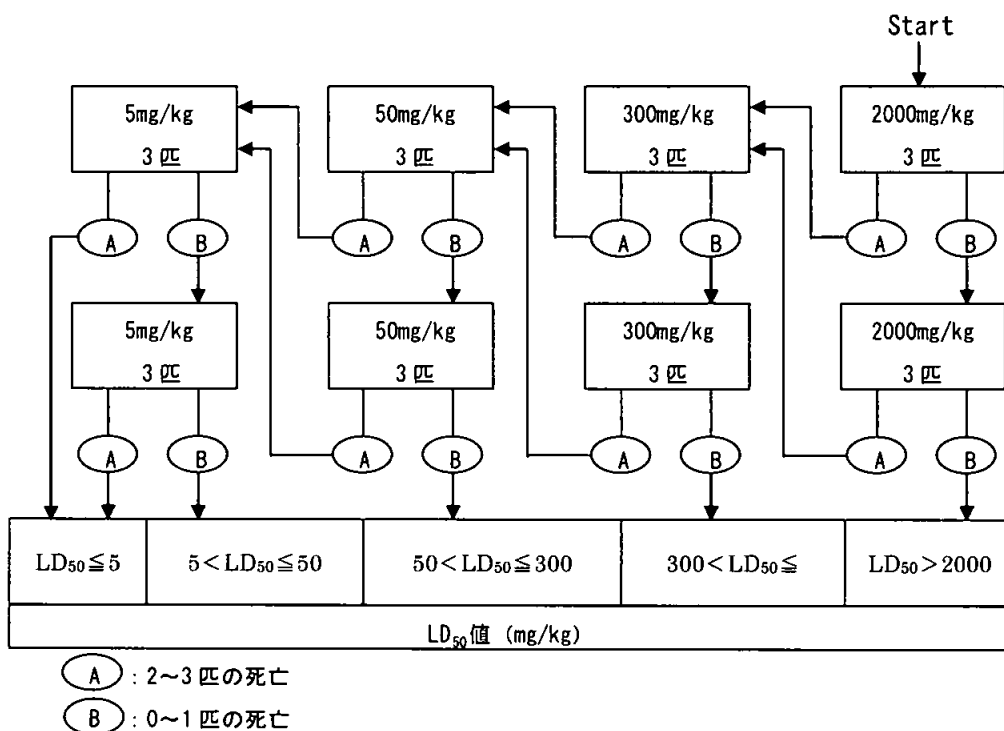 Start
5mg/kg
3 匹
50mg/kg
3 匹
300mg/kg
3 匹
2000mg/kg
3 匹
A
B
A
B
A
B
A
B
5mg/kg
3 匹
50mg/kg
3 匹
300mg/kg
3 匹
2000mg/kg
3 匹
A
B
A
B
A
B
A
B
LD₅₀≦5
5<LD₅₀≦50
50<LD₅₀≦300
300<LD₅₀≦
LD₅₀>2000
LD₅₀値 (mg/kg)
A : 2~3 匹の死亡
B : 0~1 匹の死亡